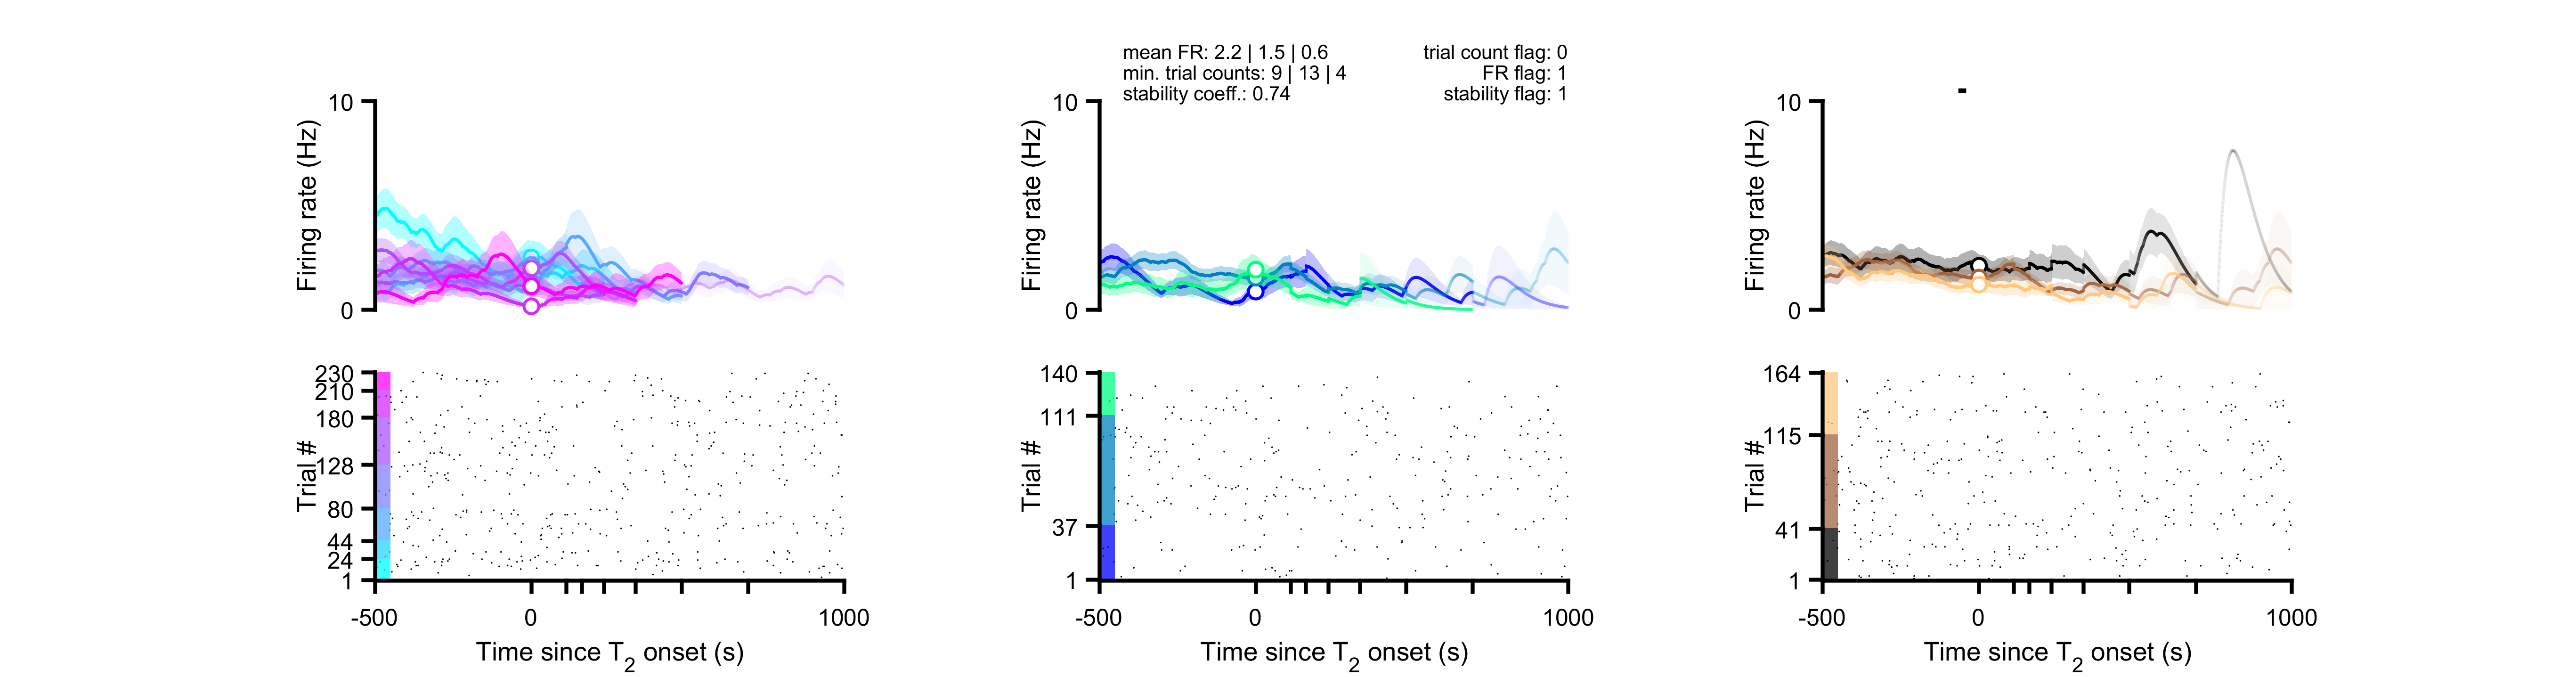 mean FR: 2.2 | 1.5 | 0.6
min. trial counts: 9 | 13 | 4
stability coeff.: 0.74
trial count flag: 0
FR flag: 1
stability flag: 1
10
Firing rate (Hz)
0
10
Firing rate (Hz)
0
10
Firing rate (Hz)
0
230
210
180
128
80
44
24
1
Trial #
-500
0
1000
Time since T2 onset (s)
140
111
37
1
Trial #
-500
0
1000
Time since T2 onset (s)
164
115
41
1
Trial #
-500
0
1000
Time since T2 onset (s)